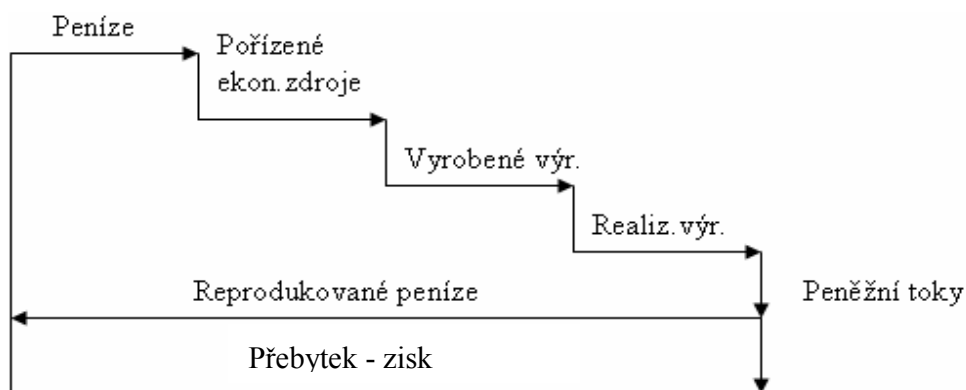 Peníze
Pořízené
ekon.zdroje
Vyrobené výr.
Realiz.výr.
Reprodukované peníze
Peněžní toky
Přebytek - zisk